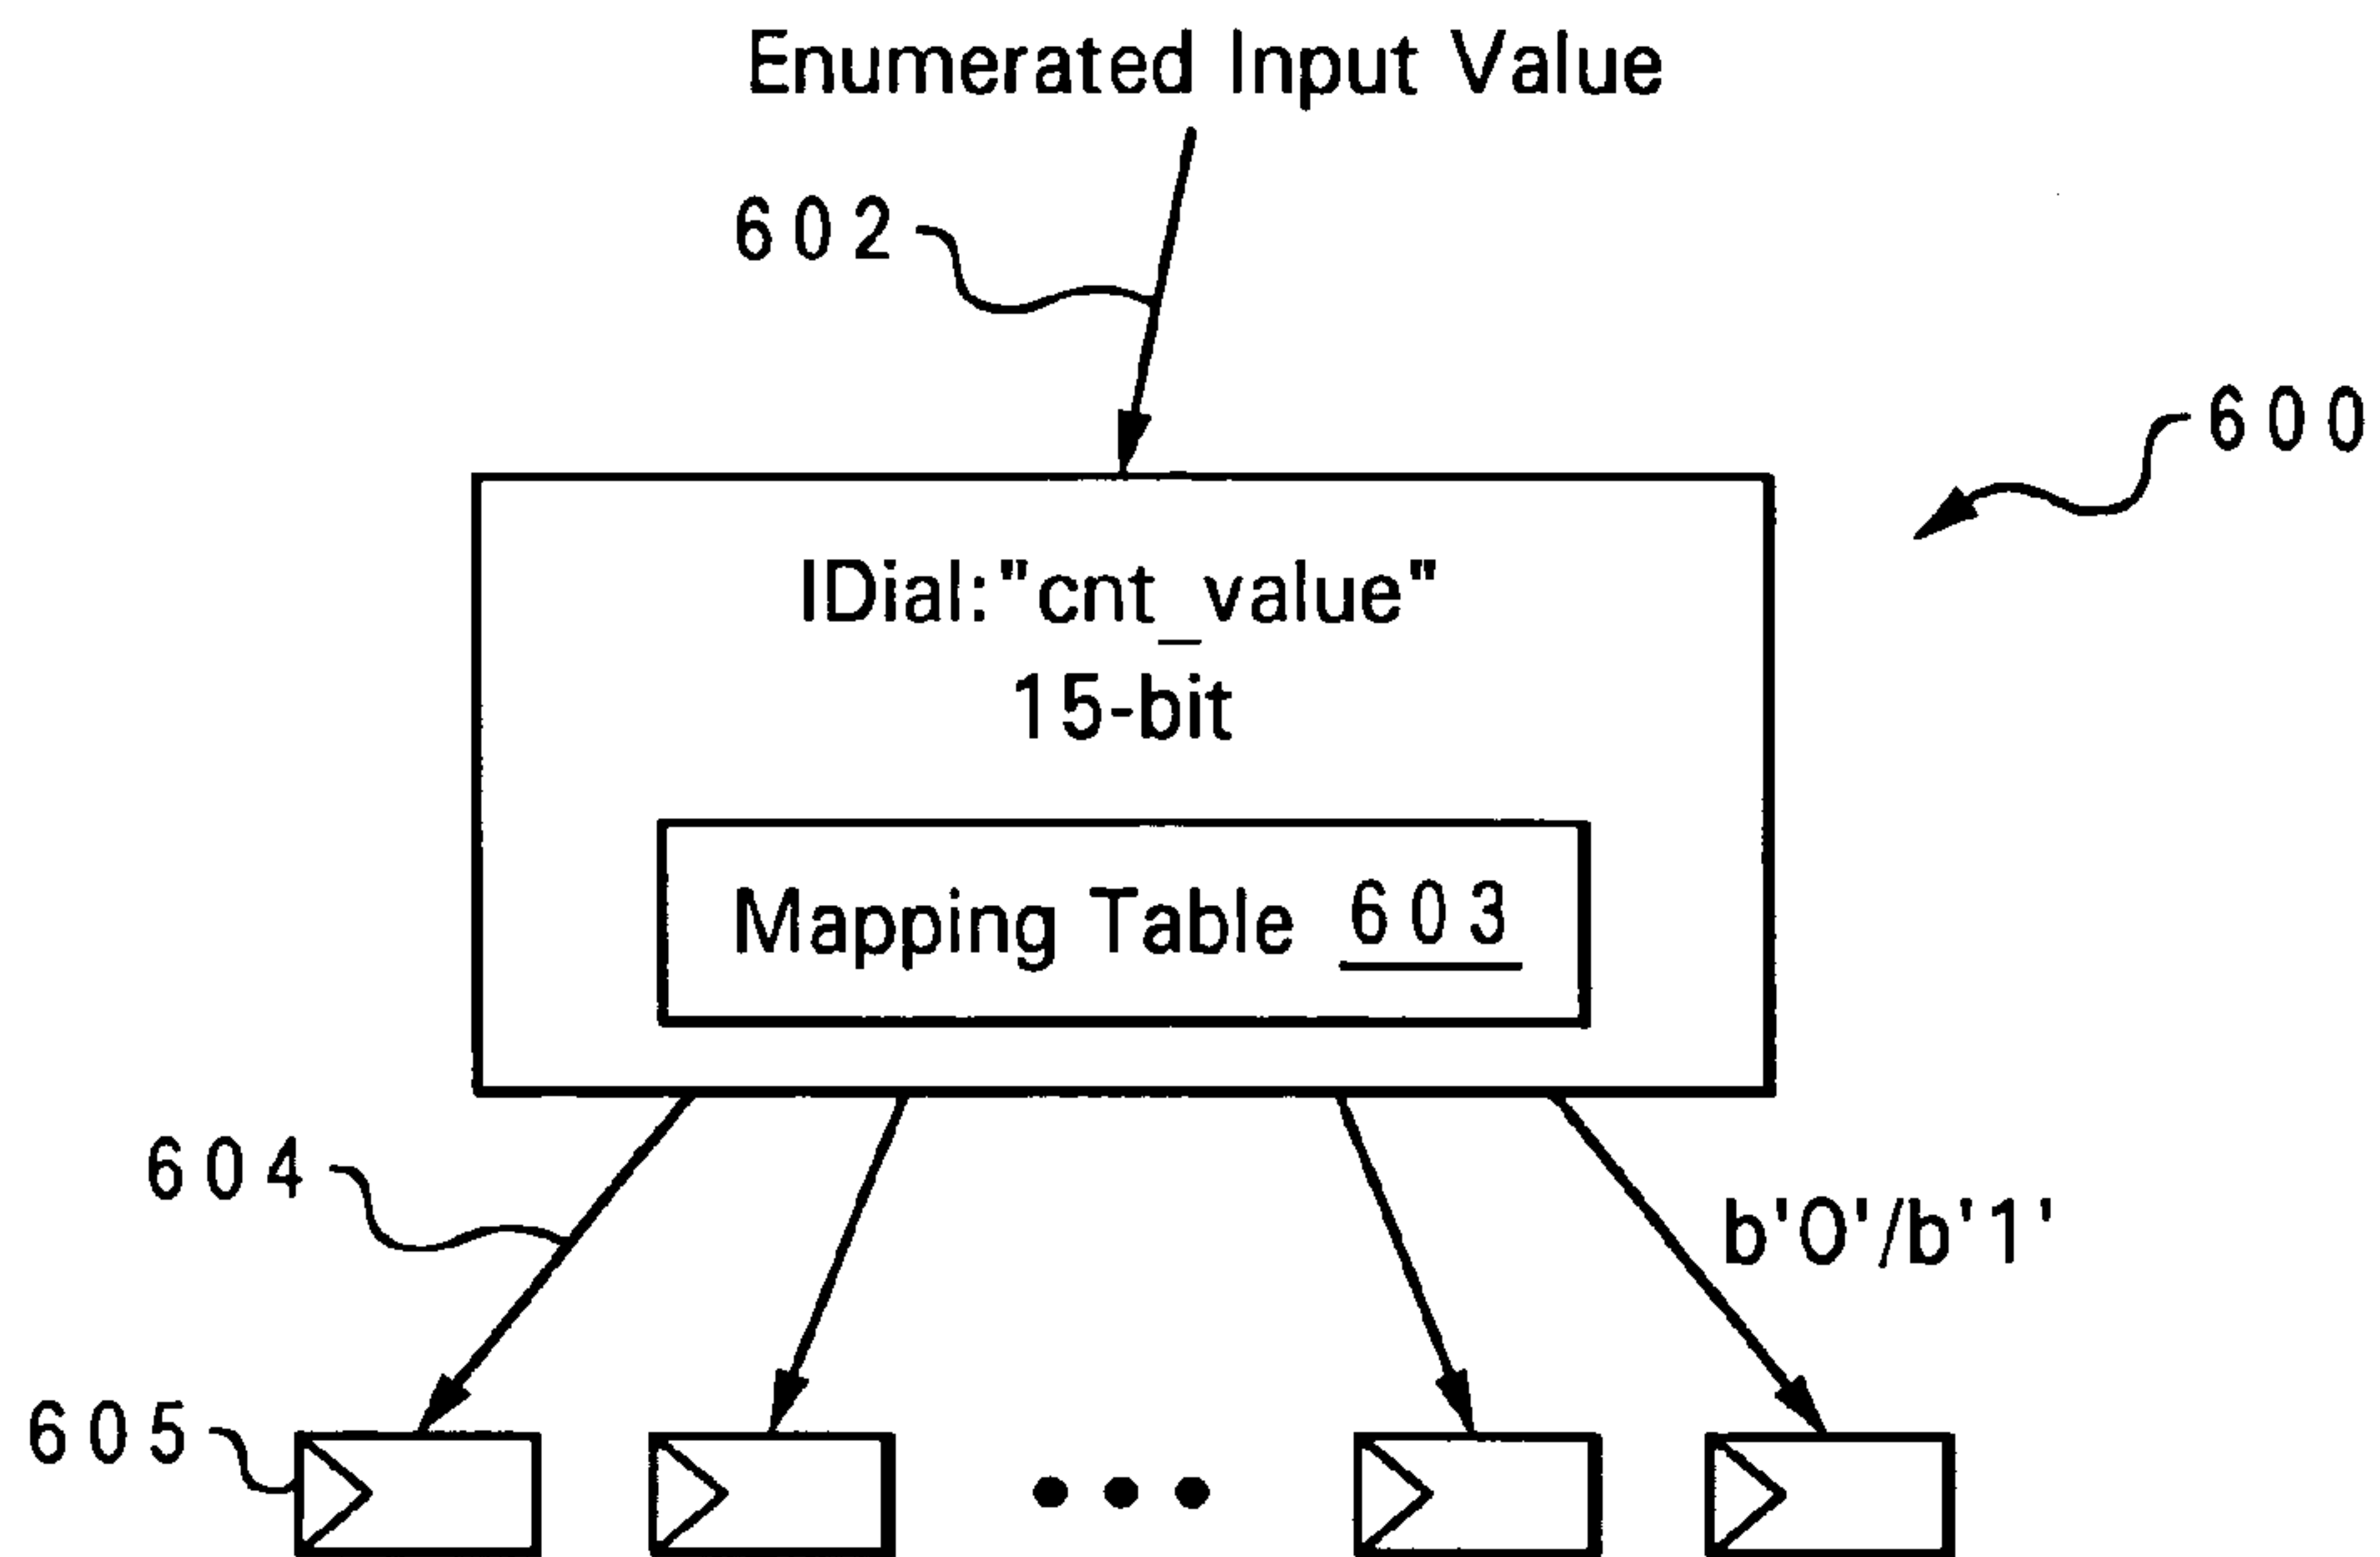 Enumerated Input Value
602
600
IDial:"cnt_value"
15-bit
Mapping Table 603
604
b'0'/b'1'
605